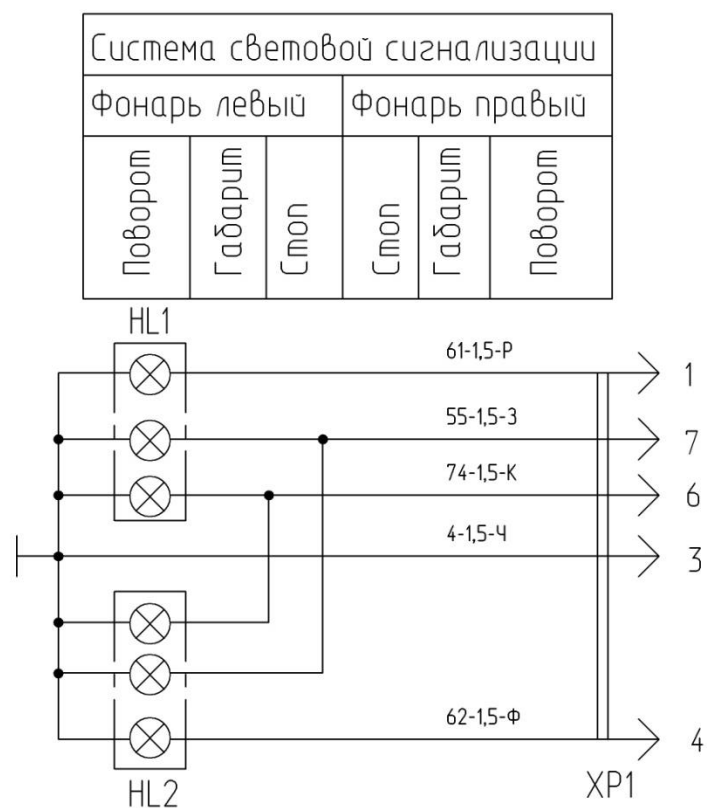 Система световой сигнализации
Фонарь левый
Фонарь правый
Поворот
Габарит
Стоп
Стоп
Габарит
Поворот
HL1
61-1,5-Р
1
55-1,5-З
7
74-1,5-К
6
4-1,5-Ч
3
62-1,5-Ф
4
HL2
XP1